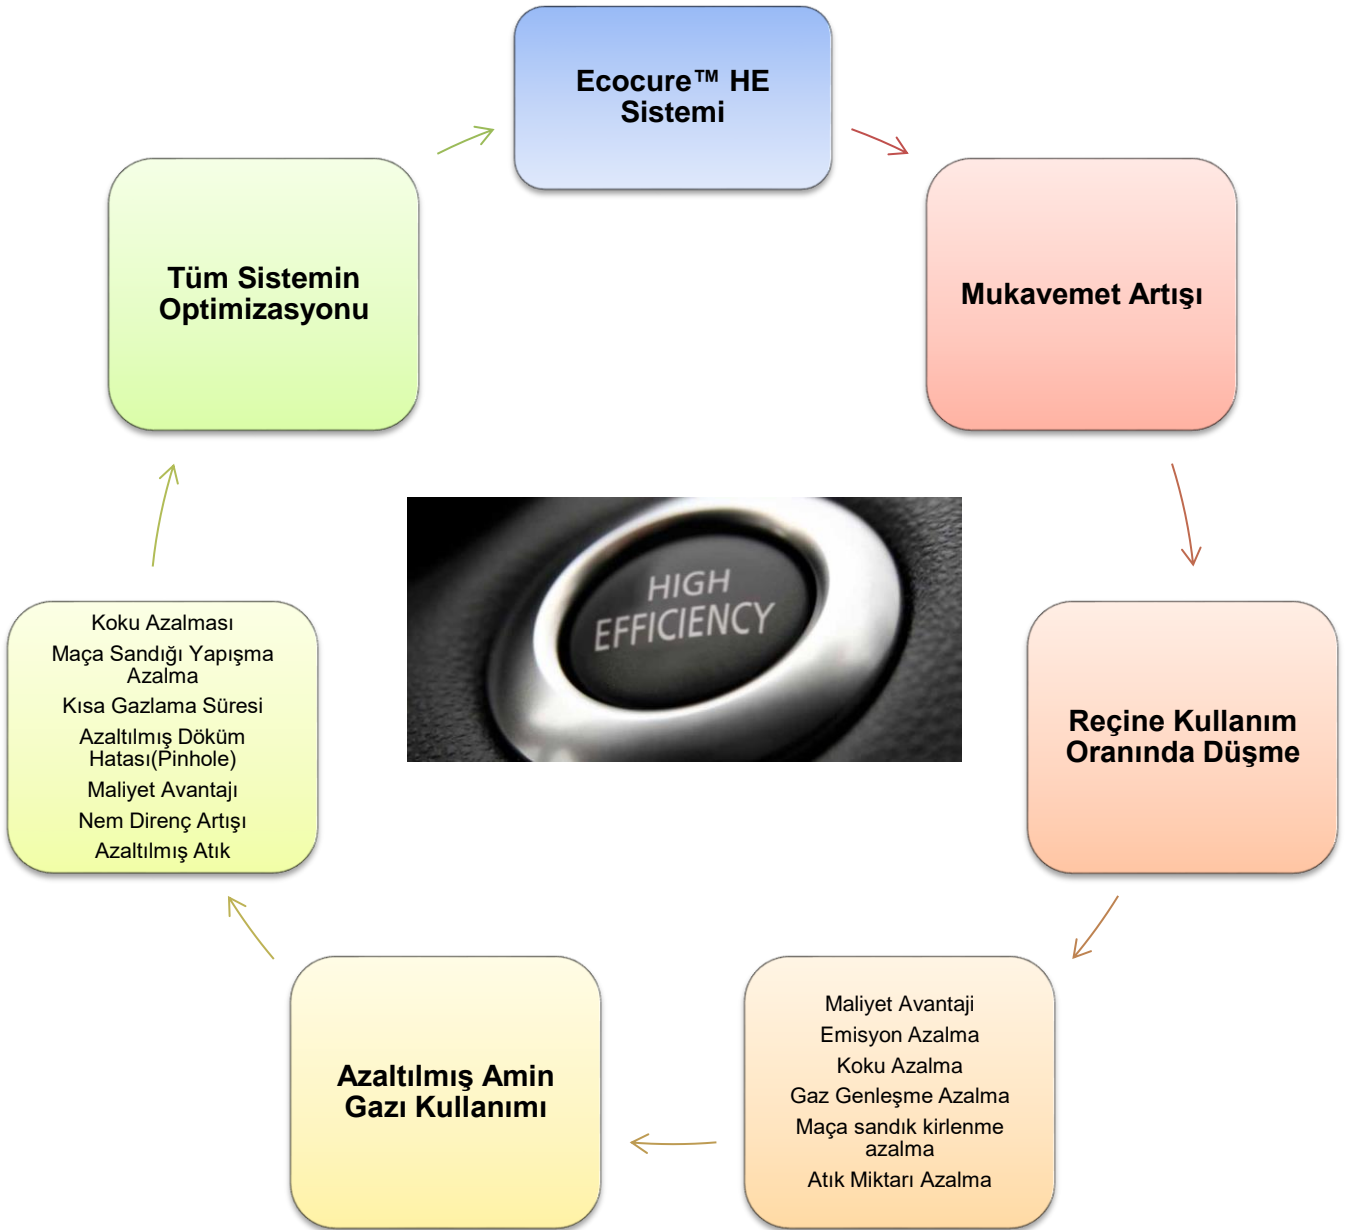 Ecocure™ HE
Sistemi
Mukavemet Artışı
Reçine Kullanım
Oranında Düşme
Maliyet Avantaji
Emisyon Azalma
Koku Azalma
Gaz Genleşme Azalma
Maça sandık kirlenme
azalma
Atık Miktarı Azalma
Azaltılmış Amin
Gazı Kullanımı
Koku Azalması
Maça Sandığı Yapışma
Azalma
Kısa Gazlama Süresi
Azaltılmış Döküm
Hatası(Pinhole)
Maliyet Avantajı
Nem Direnç Artışı
Azaltılmış Atık
Tüm Sistemin
Optimizasyonu
HIGH
EFFICIENCY